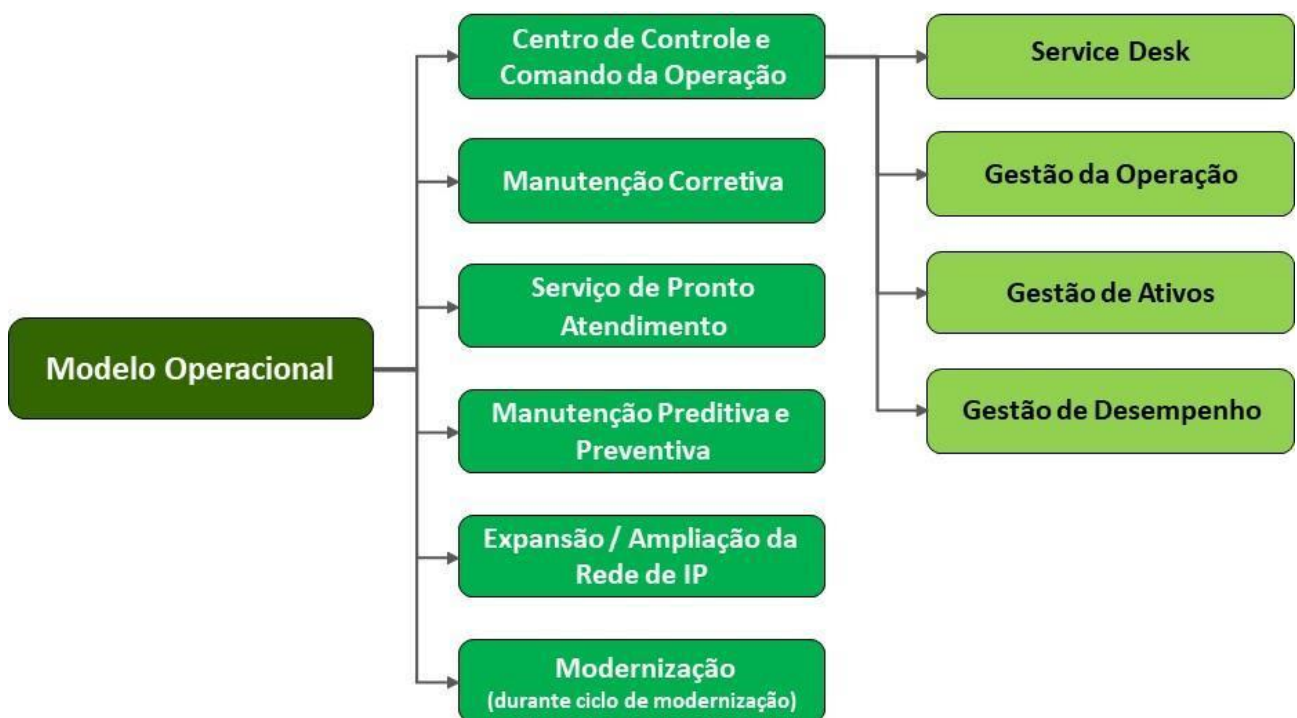 Modelo Operacional
Centro de Controle e
Comando da Operação
Manutenção Corretiva
Serviço de Pronto
Atendimento
Manutenção Preditiva e
Preventiva
Expansão / Ampliação da
Rede de IP
Modernização
(durante ciclo de modernização)
Service Desk
Gestão da Operação
Gestão de Ativos
Gestão de Desempenho